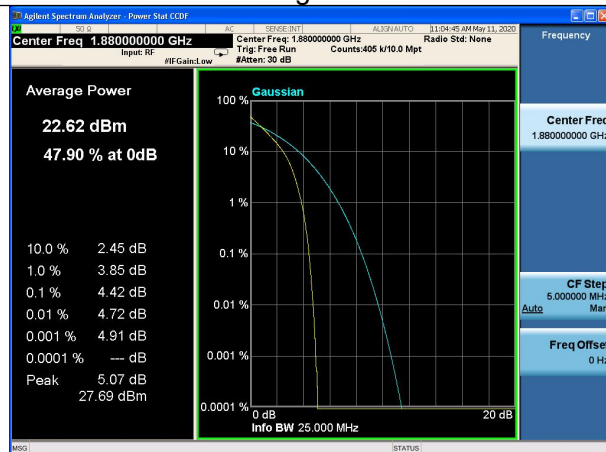 Agilent Spectrum Analyzer - Power Stat CCDF
50 Ω AC SENSE:INT ALIGNAUTO 11:04:45 AM May 11, 2020
Center Freq 1.880000000 GHz
Input: RF
#IFGain:Low
Center Freq: 1.880000000 GHz
Trig: Free Run
#Atten: 30 dB
Counts:405 k/10.0 Mpt
Radio Std: None
Frequency
Average Power
22.62 dBm
47.90 % at 0dB
10.0 % 2.45 dB
1.0 % 3.85 dB
0.1 % 4.42 dB
0.01 % 4.72 dB
0.001 % 4.91 dB
0.0001 % --- dB
Peak 5.07 dB
27.69 dBm
Gaussian
100 %
10 %
1 %
0.1 %
0.01 %
0.001 %
0.0001 %
0 dB
20 dB
Info BW 25.000 MHz
Center Freq
1.880000000 GHz
CF Step
5.000000 MHz
Auto Man
Freq Offset
0 Hz
MSG
STATUS